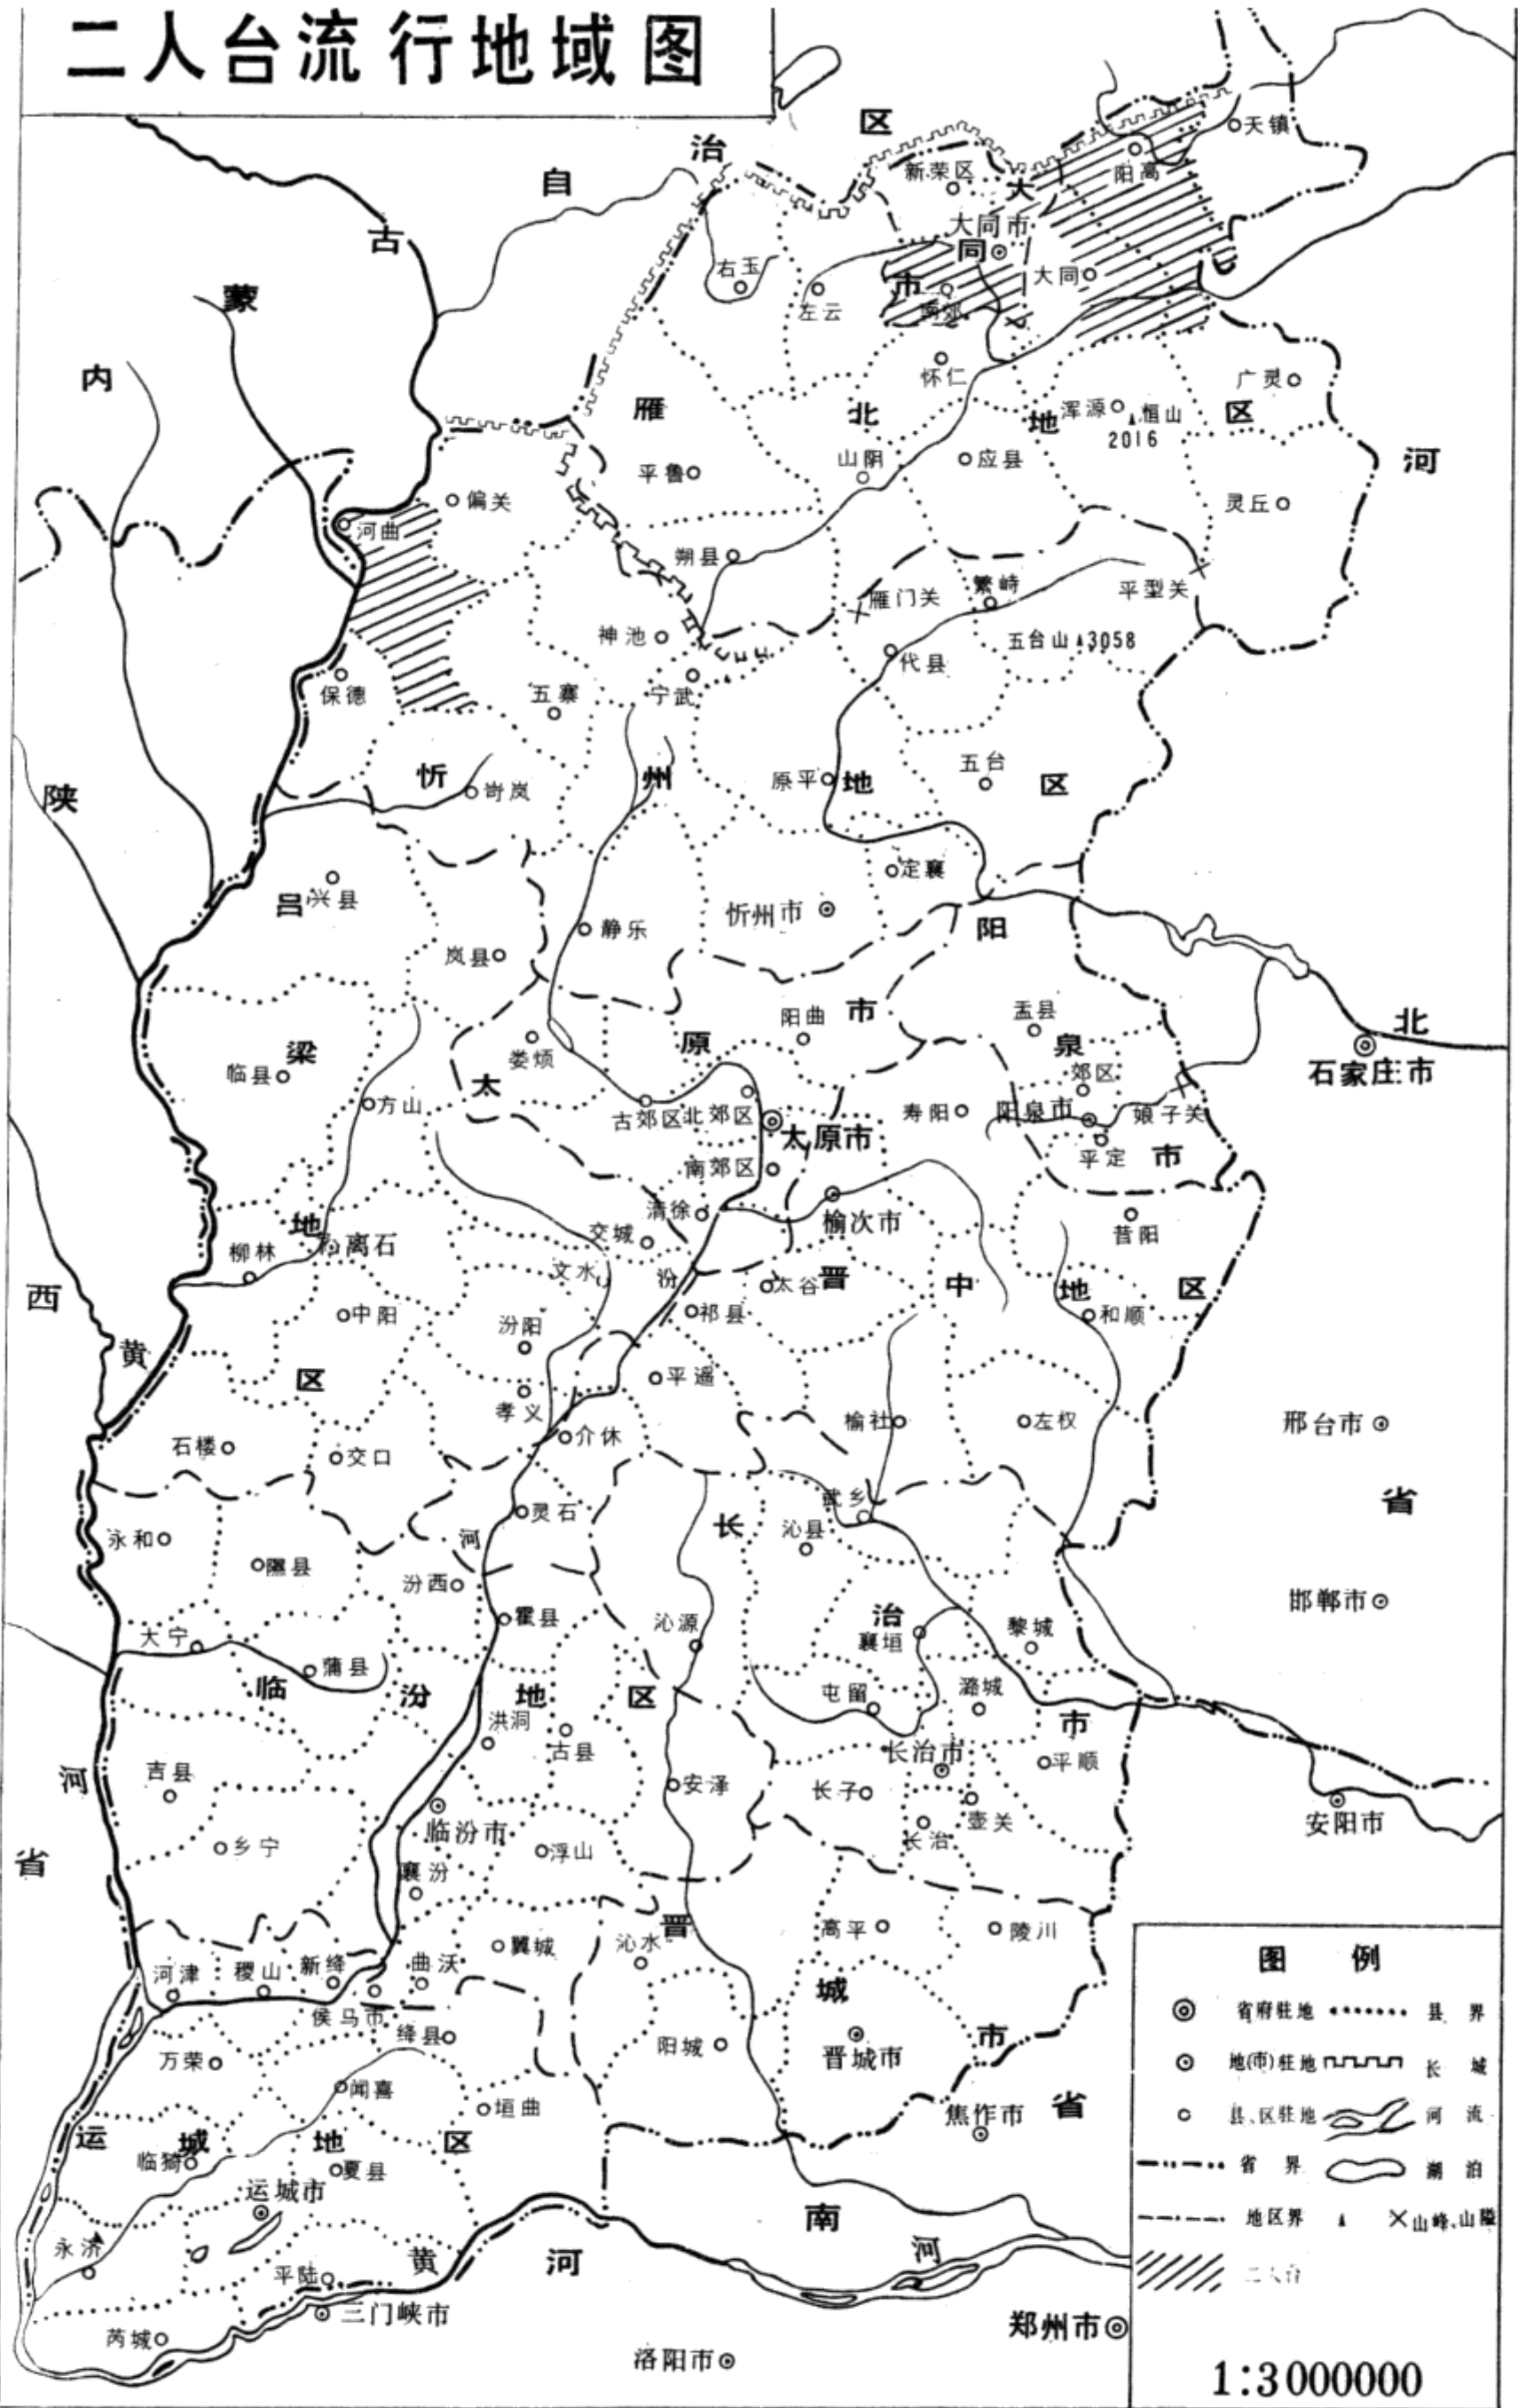 二人台流行地域图
内
蒙
古
自
治
区
天镇
阳高
新荣区
大
大同市
同
大同
市
南郊
右玉
左云
怀仁
广灵
雁
北
地
区
浑源
恒山
2016
河
平鲁
山阴
应县
灵丘
偏关
河曲
朔县
雁门关
繁峙
平型关
神池
代县
五台山
3058
保德
五寨
宁武
陕
忻
岢岚
州
原平
地
五台
区
吕
兴县
定襄
忻州市
阳
静乐
岚县
阳曲
市
盂县
北
梁
临县
原
泉
娄烦
石家庄市
太
郊区
方山
古郊区
北郊区
寿阳
阳泉市
娘子关
太原市
平定
市
南郊区
清徐
榆次市
昔阳
地
柳林
离石
交城
文水
汾
太谷
晋
中
地
区
西
黄
中阳
汾阳
祁县
和顺
区
平遥
孝义
榆社
左权
邢台市
石楼
交口
介休
省
灵石
武乡
长
沁县
永和
隰县
河
汾西
邯郸市
霍县
沁源
治
襄垣
黎城
大宁
蒲县
临
汾
地
区
屯留
潞城
洪洞
古县
市
长治市
平顺
河
吉县
安泽
长子
壶关
安阳市
临汾市
长治
省
乡宁
浮山
襄汾
晋
高平
陵川
翼城
沁水
河津
稷山
新绛
曲沃
城
侯马市
绛县
市
万荣
阳城
晋城市
闻喜
垣曲
焦作市
省
运
城
地
区
临猗
夏县
运城市
南
永济
平陆
黄
河
河
三门峡市
芮城
洛阳市
郑州市
图例
省府驻地
县界
地(市)驻地
长城
县、区驻地
河流
省界
湖泊
地区界
山峰、山隘
二人台
1:3000000